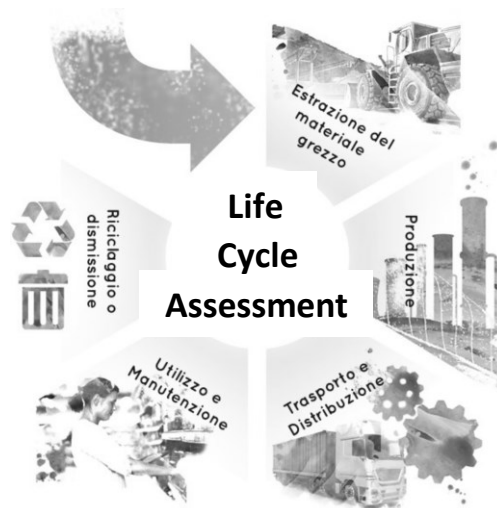 Estrazione del
materiale
grezzo
Life
Cycle
Assessment
Produzione
Trasporto e
Distribuzione
Utilizzo e
Manutenzione
Riciclaggio o
dismissione